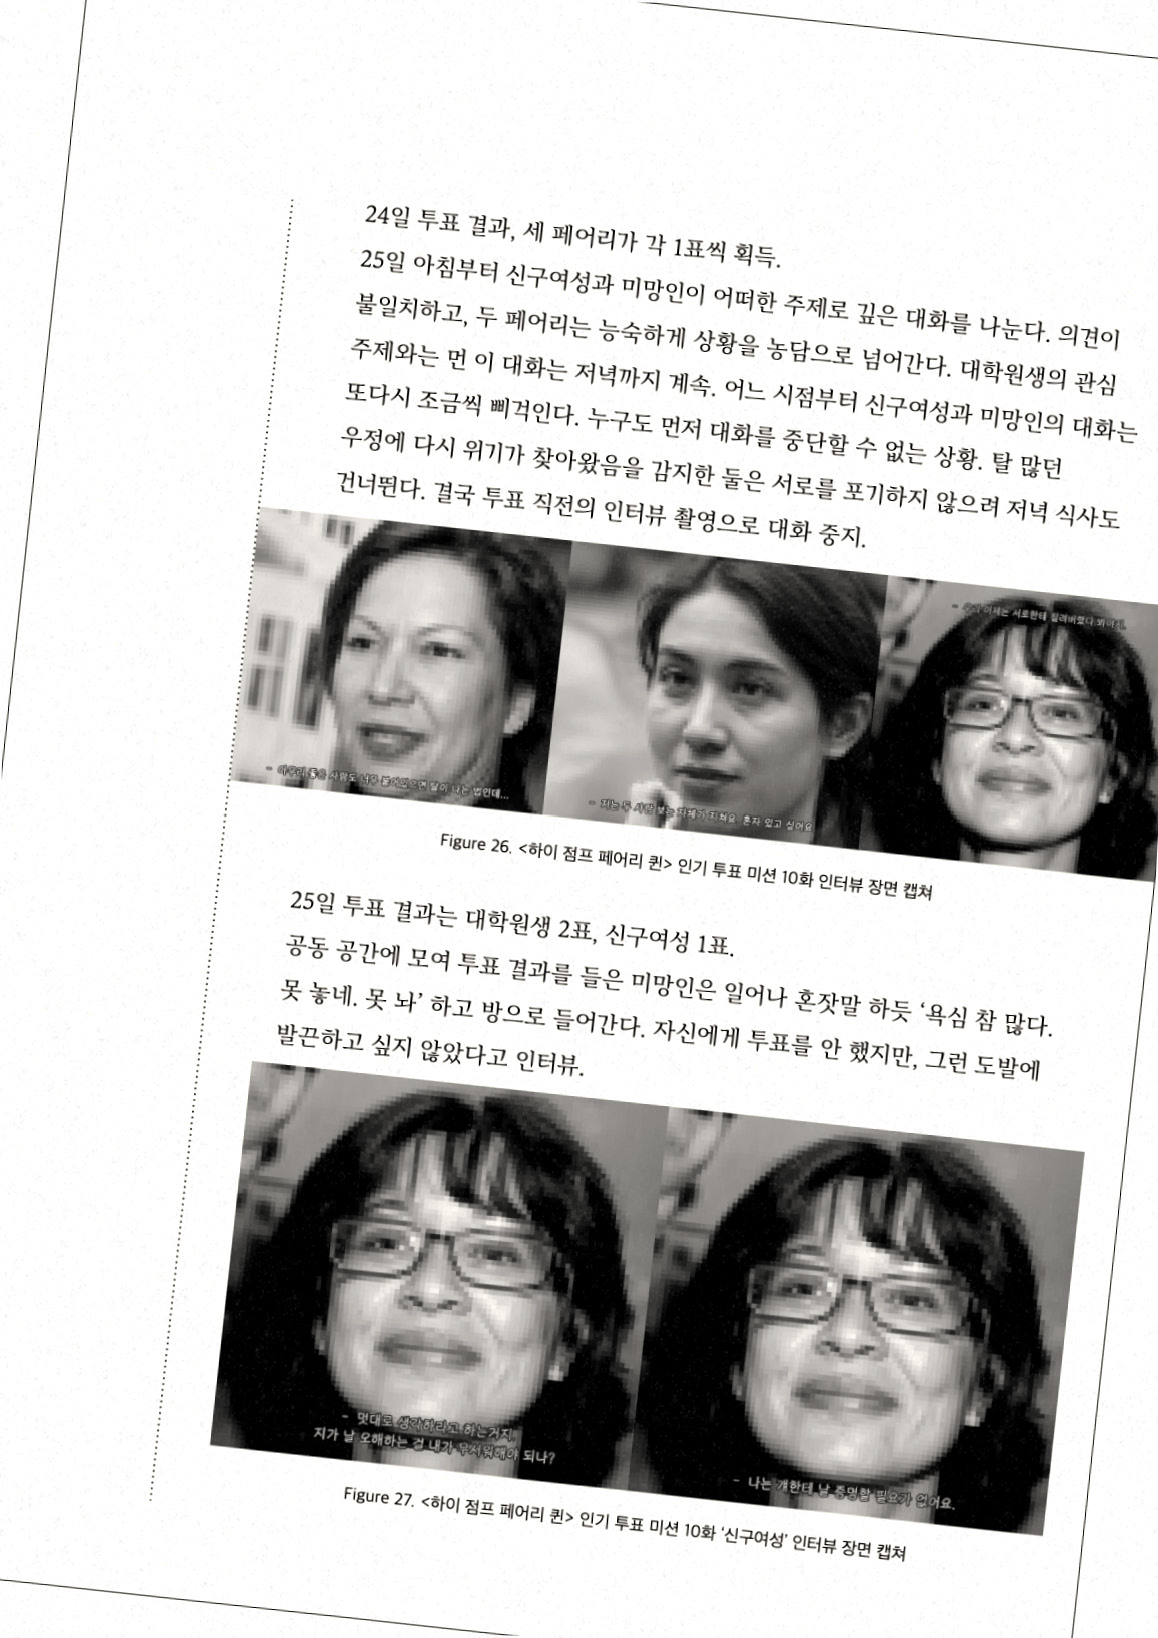 24일 투표 결과, 세 페어리가 각 1표씩 획득.
25일 아침부터 신구여성과 미망인이 어떠한 주제로 깊은 대화를 나눈다. 의견이
불일치하고, 두 페어리는 능숙하게 상황을 농담으로 넘어간다. 대학원생의 관심
주제와는 먼 이 대화는 저녁까지 계속. 어느 시점부터 신구여성과 미망인의 대화는
또다시 조금씩 삐걱인다. 누구도 먼저 대화를 중단할 수 없는 상황. 탈 많던
우정에 다시 위기가 찾아왔음을 감지한 둘은 서로를 포기하지 않으려 저녁 식사도
건너뛴다. 결국 투표 직전의 인터뷰 촬영으로 대화 중지.
- 아무리 좋은 사람도 너무 붙어있으면 탈이 나는 법인데...
- 저는 두 사람 보는 자체가 지쳐요. 혼자 있고 싶어요.
- 이제는 서로한테 질려버렸다 봐야지.
Figure 26. <하이 점프 페어리 퀸> 인기 투표 미션 10화 인터뷰 장면 캡쳐
25일 투표 결과는 대학원생 2표, 신구여성 1표.
공동 공간에 모여 투표 결과를 들은 미망인은 일어나 혼잣말 하듯 ‘욕심 참 많다.
못 놓네. 못 놔’ 하고 방으로 들어간다. 자신에게 투표를 안 했지만, 그런 도발에
발끈하고 싶지 않았다고 인터뷰.
- 멋대로 생각하라고 하는거지.
지가 날 오해하는 걸 내가 무서워해야 되나?
- 나는 걔한테 날 증명할 필요가 없어요.
Figure 27. <하이 점프 페어리 퀸> 인기 투표 미션 10화 ‘신구여성’ 인터뷰 장면 캡쳐